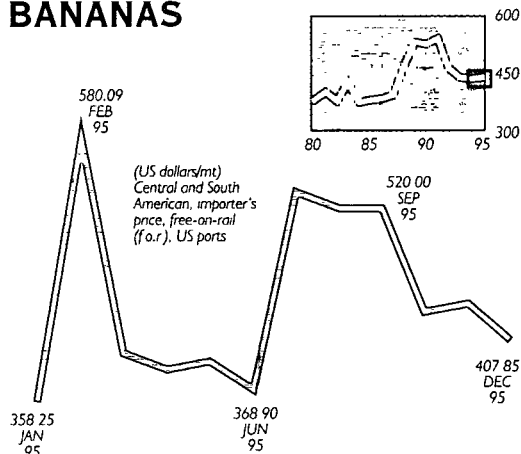 BANANAS
600
450
300
80 85 90 95
580.09
FEB
95
(US dollars/mt)
Central and South
American, importer's
price, free-on-rail
(f o.r), US ports
520 00
SEP
95
358 25
JAN
95
368 90
JUN
95
407 85
DEC
95